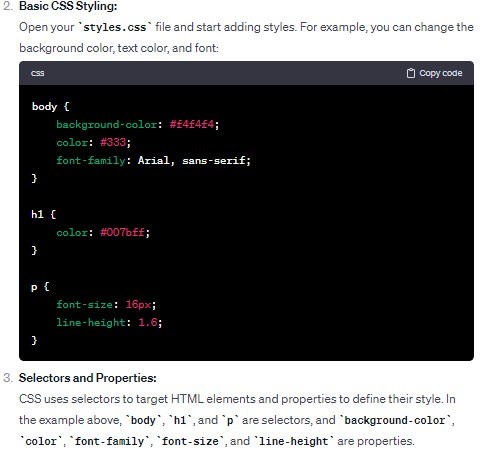 2. Basic CSS Styling:
Open your `styles.css` file and start adding styles. For example, you can change the
background color, text color, and font:
css Copy code
body {
    background-color: #f4f4f4;
    color: #333;
    font-family: Arial, sans-serif;
}
h1 {
    color: #007bff;
}
p {
    font-size: 16px;
    line-height: 1.6;
}
3. Selectors and Properties:
CSS uses selectors to target HTML elements and properties to define their style. In
the example above, `body`, `h1`, and `p` are selectors, and `background-color`,
`color`, `font-family`, `font-size`, and `line-height` are properties.